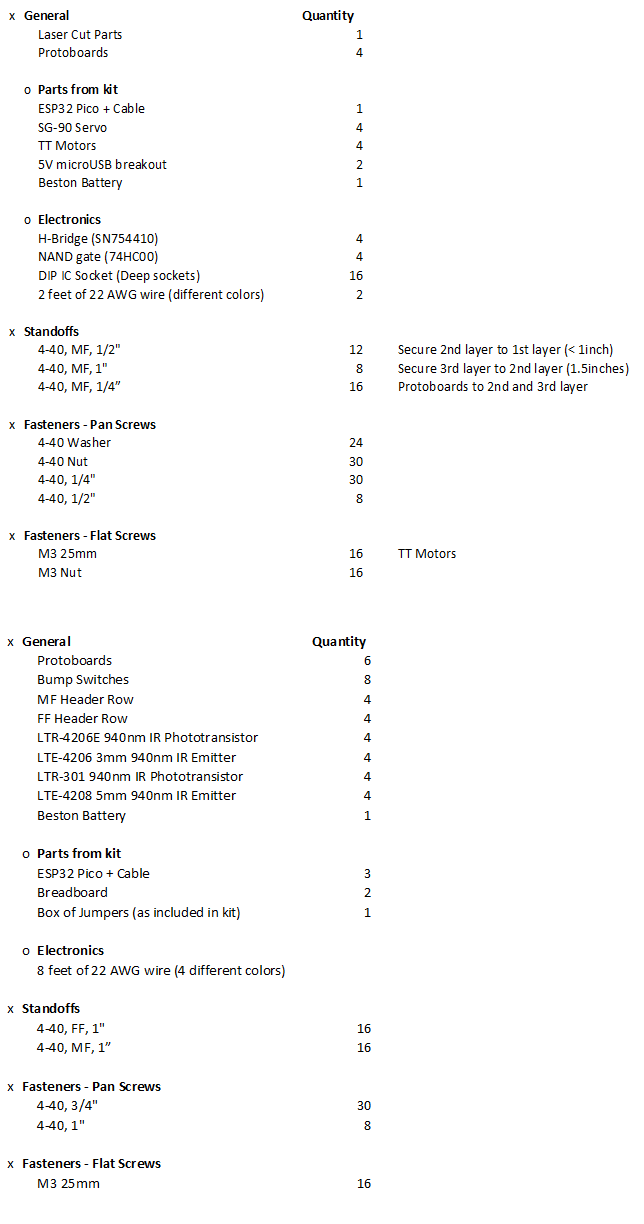 x General Quantity
Laser Cut Parts 1
Protoboards 4
o Parts from kit
ESP32 Pico + Cable 1
SG-90 Servo 4
TT Motors 4
5V microUSB breakout 2
Beston Battery 1
o Electronics
H-Bridge (SN754410) 4
NAND gate (74HC00) 4
DIP IC Socket (Deep sockets) 16
2 feet of 22 AWG wire (different colors) 2
x Standoffs
4-40, MF, 1/2" 12 Secure 2nd layer to 1st layer (< 1inch)
4-40, MF, 1" 8 Secure 3rd layer to 2nd layer (1.5inches)
4-40, MF, 1/4” 16 Protoboards to 2nd and 3rd layer
x Fasteners - Pan Screws
4-40 Washer 24
4-40 Nut 30
4-40, 1/4" 30
4-40, 1/2" 8
x Fasteners - Flat Screws
M3 25mm 16 TT Motors
M3 Nut 16
x General Quantity
Protoboards 6
Bump Switches 8
MF Header Row 4
FF Header Row 4
LTR-4206E 940nm IR Phototransistor 4
LTE-4206 3mm 940nm IR Emitter 4
LTR-301 940nm IR Phototransistor 4
LTE-4208 5mm 940nm IR Emitter 4
Beston Battery 1
o Parts from kit
ESP32 Pico + Cable 3
Breadboard 2
Box of Jumpers (as included in kit) 1
o Electronics
8 feet of 22 AWG wire (4 different colors)
x Standoffs
4-40, FF, 1" 16
4-40, MF, 1” 16
x Fasteners - Pan Screws
4-40, 3/4" 30
4-40, 1" 8
x Fasteners - Flat Screws
M3 25mm 16